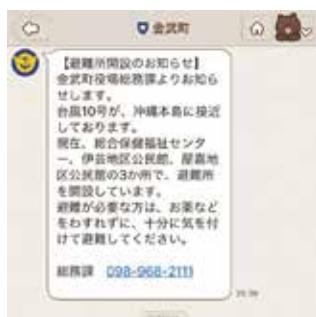 金武町
【避難所開設のお知らせ】
金武町役場総務課よりお知ら
せします。
台風10号が、沖縄本島に接近
しております。
現在、総合保健福祉センタ
ー、伊芸地区公民館、屋嘉地
区公民館の3か所で、避難所
を開設しています。
避難が必要な方は、お薬など
をわすれずに、十分に気を付
けて避難してください。
総務課 098-968-2111